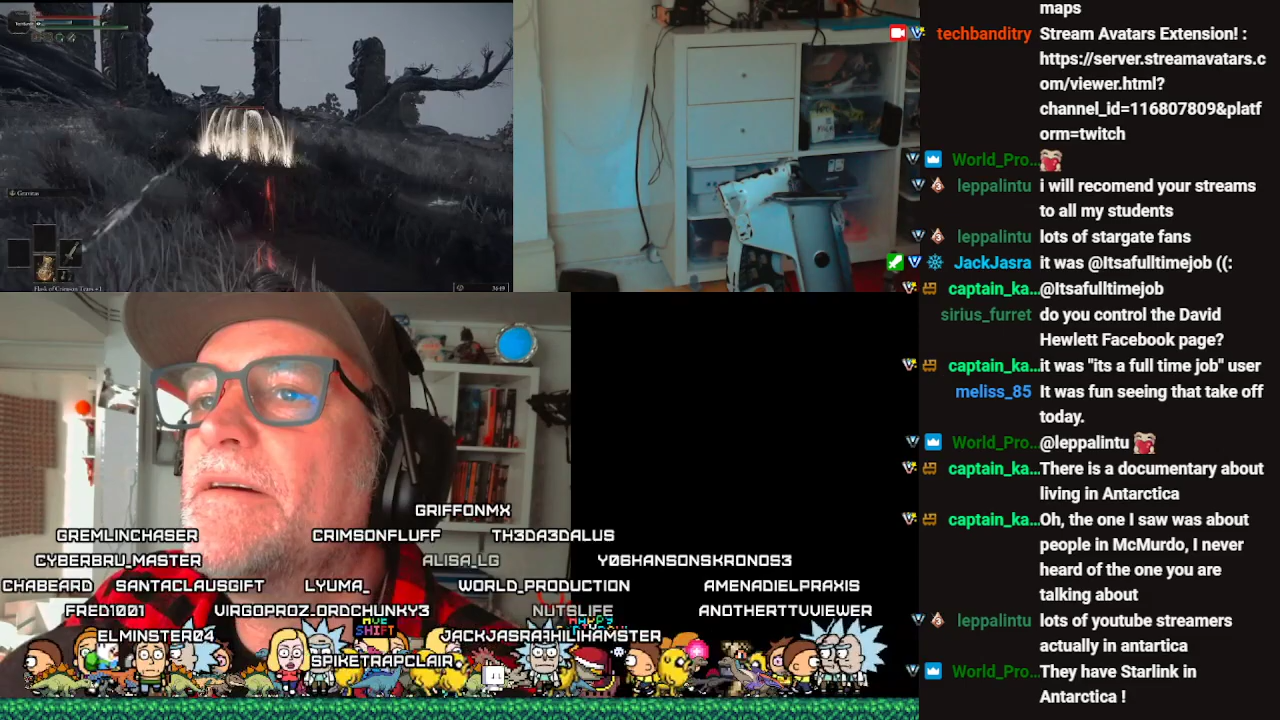 Gostoc
Flask of Crimson Tears +1
maps
techbanditry Stream Avatars Extension! :
https://server.streamavatars.c
om/viewer.html?
channel_id=116807809&platf
orm=twitch
World_Pro...
leppalintu i will recomend your streams
to all my students
leppalintu lots of stargate fans
JackJasra it was @Itsafulltimejob ((:
captain_ka... @Itsafulltimejob
sirius_furret do you control the David
Hewlett Facebook page?
captain_ka... it was "its a full time job" user
meliss_85 It was fun seeing that take off
today.
World_Pro... @leppalintu
captain_ka... There is a documentary about
living in Antarctica
captain_ka... Oh, the one I saw was about
people in McMurdo, I never
heard of the one you are
talking about
leppalintu lots of youtube streamers
actually in antartica
World_Pro... They have Starlink in
Antarctica !
GRIFFONMX
GREMLINCHASER CRIMSONFLUFF TH3DA3DALUS
CYBERBRU_MASTER ALISA_LG Y06HANSONSKRONOS3
CHABEARD SANTACLAUSGIFT LYUMA_ WORLD_PRODUCTION AMENADIELPRAXIS
FRED1001 VIRGOPROZ.ORDCHUNKY3 NUTSLIFE ANOTHERTTVVIEWER
SHIFT
ELMINSTER04
SPIKETRAPCLAIR